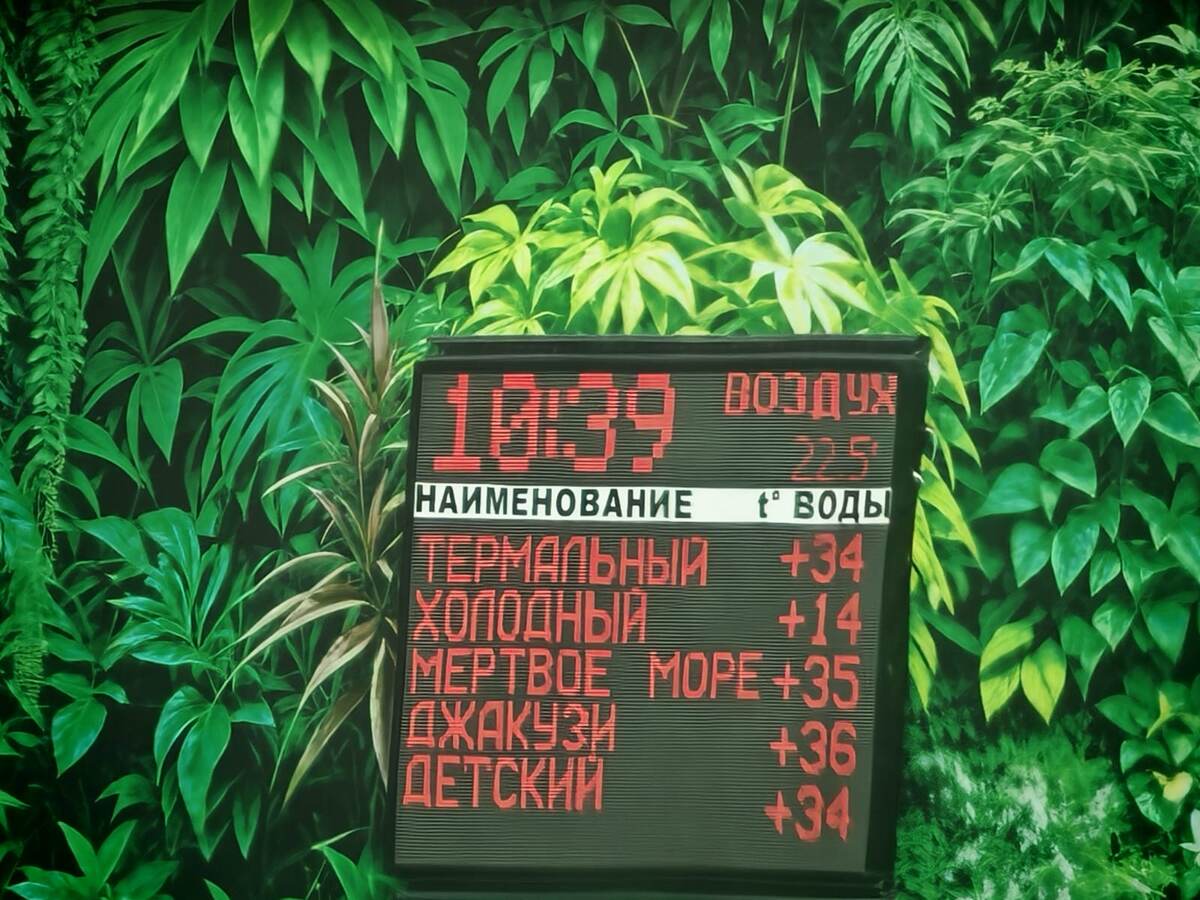 10:39 ВОЗДУХ
22.5°
НАИМЕНОВАНИЕ t° ВОДЫ
ТЕРМАЛЬНЫЙ +34
ХОЛОДНЫЙ +14
МЕРТВОЕ МОРЕ +35
ДЖАКУЗИ +36
ДЕТСКИЙ +34